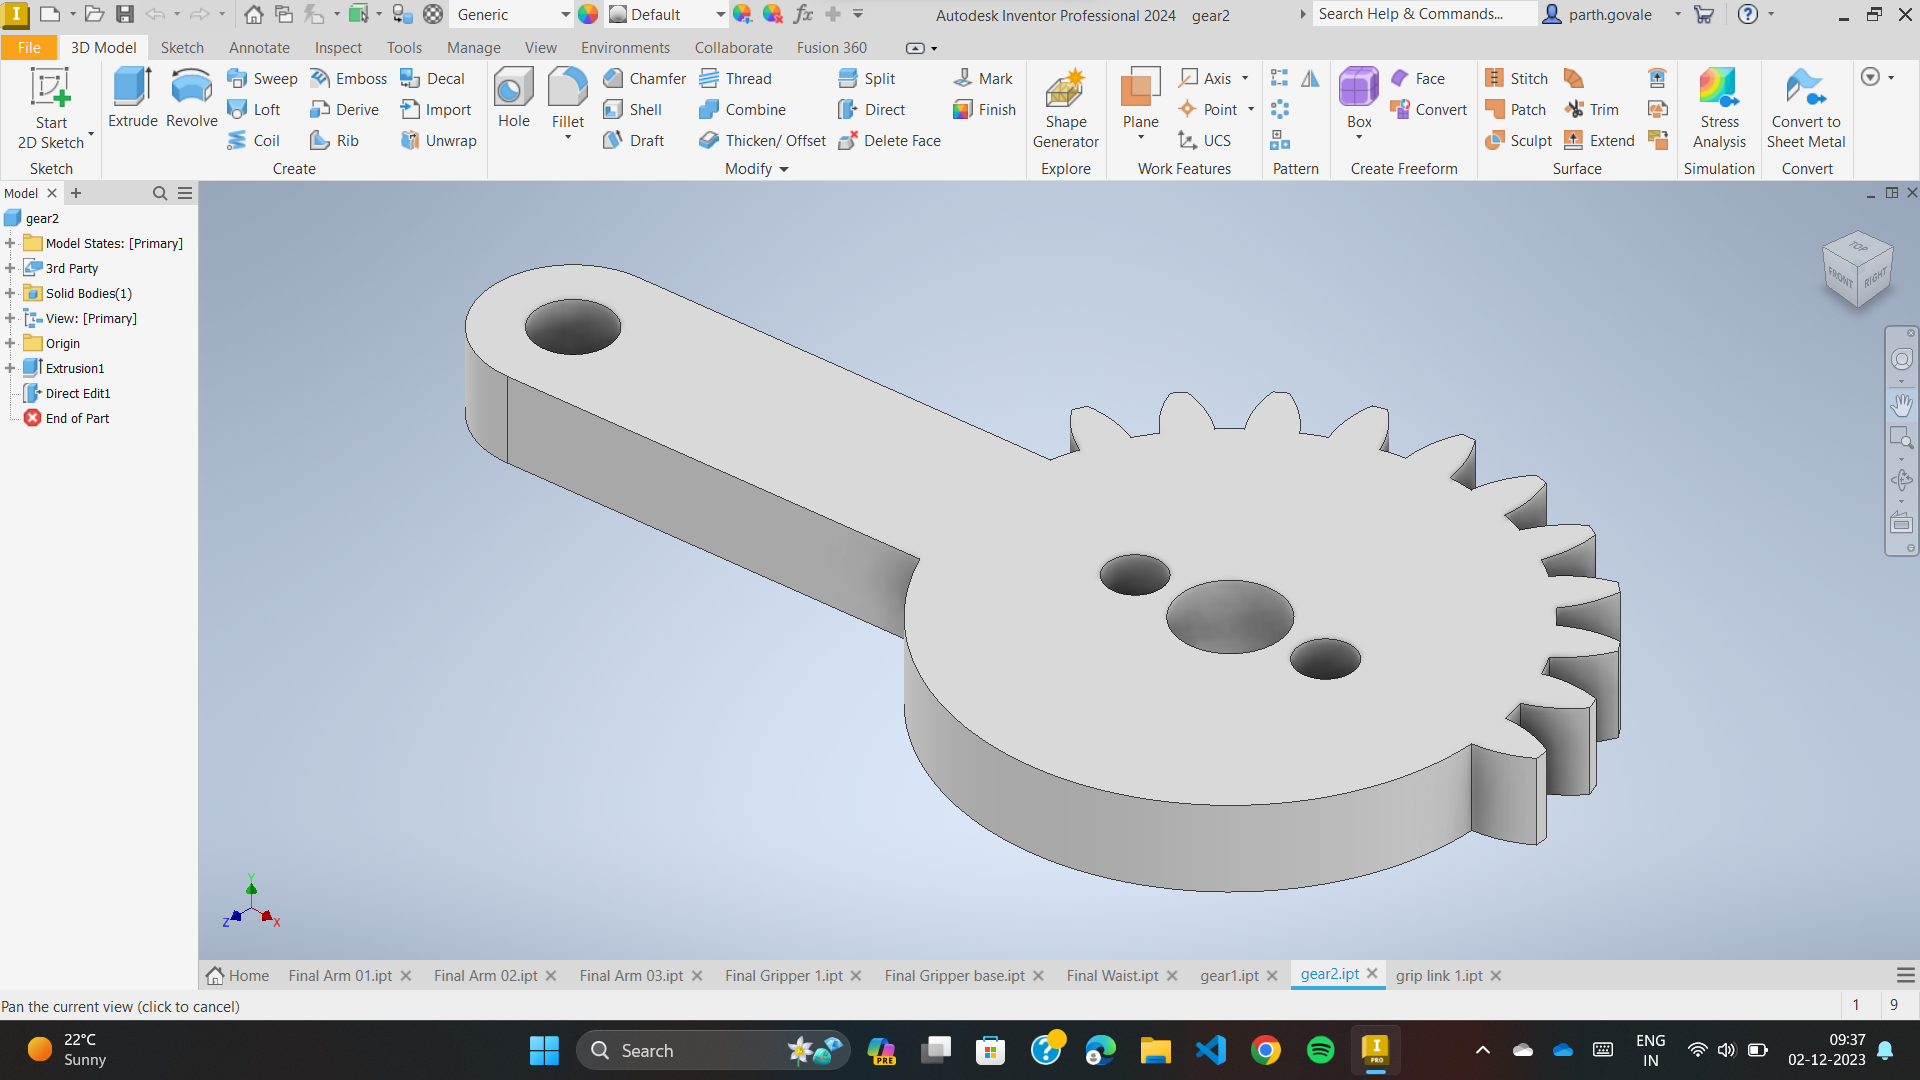 Generic
Default
Autodesk Inventor Professional 2024 gear2
Search Help & Commands...
parth.govale
File 3D Model Sketch Annotate Inspect Tools Manage View Environments Collaborate Fusion 360
Start
2D Sketch
Sketch
Extrude
Revolve
Sweep
Loft
Coil
Emboss
Derive
Rib
Decal
Import
Unwrap
Create
Hole
Fillet
Chamfer
Shell
Draft
Thread
Combine
Thicken/ Offset
Split
Direct
Delete Face
Mark
Finish
Modify
Shape
Generator
Explore
Plane
Axis
Point
UCS
Work Features
Pattern
Box
Face
Convert
Create Freeform
Stitch
Patch
Sculpt
Trim
Extend
Surface
Stress
Analysis
Simulation
Convert to
Sheet Metal
Convert
Model
gear2
Model States: [Primary]
3rd Party
Solid Bodies(1)
View: [Primary]
Origin
Extrusion1
Direct Edit1
End of Part
TOP
FRONT
RIGHT
Y
Z
X
Home Final Arm 01.ipt Final Arm 02.ipt Final Arm 03.ipt Final Gripper 1.ipt Final Gripper base.ipt Final Waist.ipt gear1.ipt gear2.ipt grip link 1.ipt
Pan the current view (click to cancel)
1 9
22°C
Sunny
Search
PRE
PRO
ENG
IN
09:37
02-12-2023